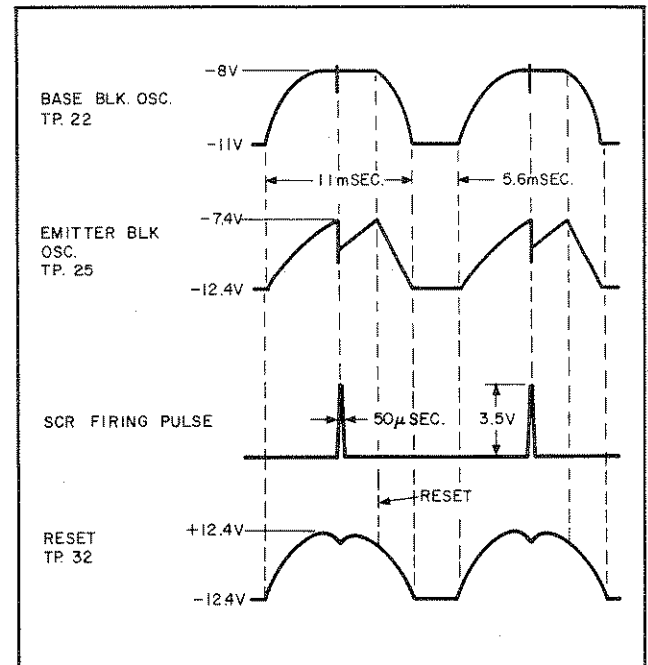 -8V
BASE BLK. OSC.
TP. 22
-11V
11mSEC.
5.6mSEC.
-7.4V
EMITTER BLK
OSC.
TP. 25
-12.4V
SCR FIRING PULSE
50μSEC.
3.5V
RESET
+12.4V
RESET
TP. 32
-12.4V